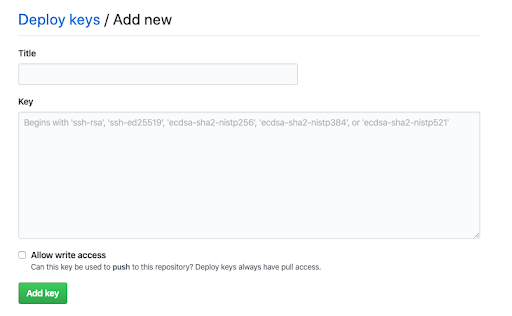 Deploy keys / Add new
Title
Key
Begins with 'ssh-rsa', 'ssh-ed25519', 'ecdsa-sha2-nistp256', 'ecdsa-sha2-nistp384', or 'ecdsa-sha2-nistp521'
Allow write access
Can this key be used to push to this repository? Deploy keys always have pull access.
Add key